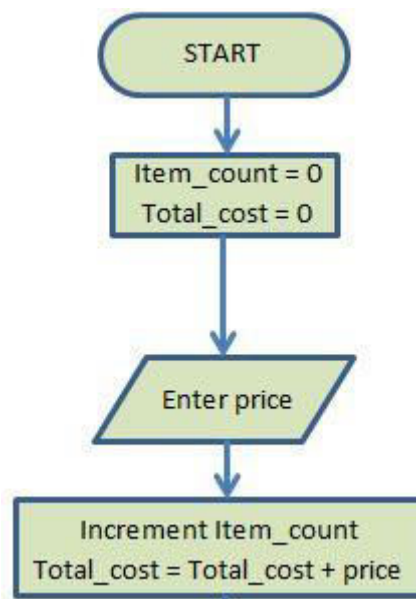 START
Item_count = 0
Total_cost = 0
Enter price
Increment Item_count
Total_cost = Total_cost + price